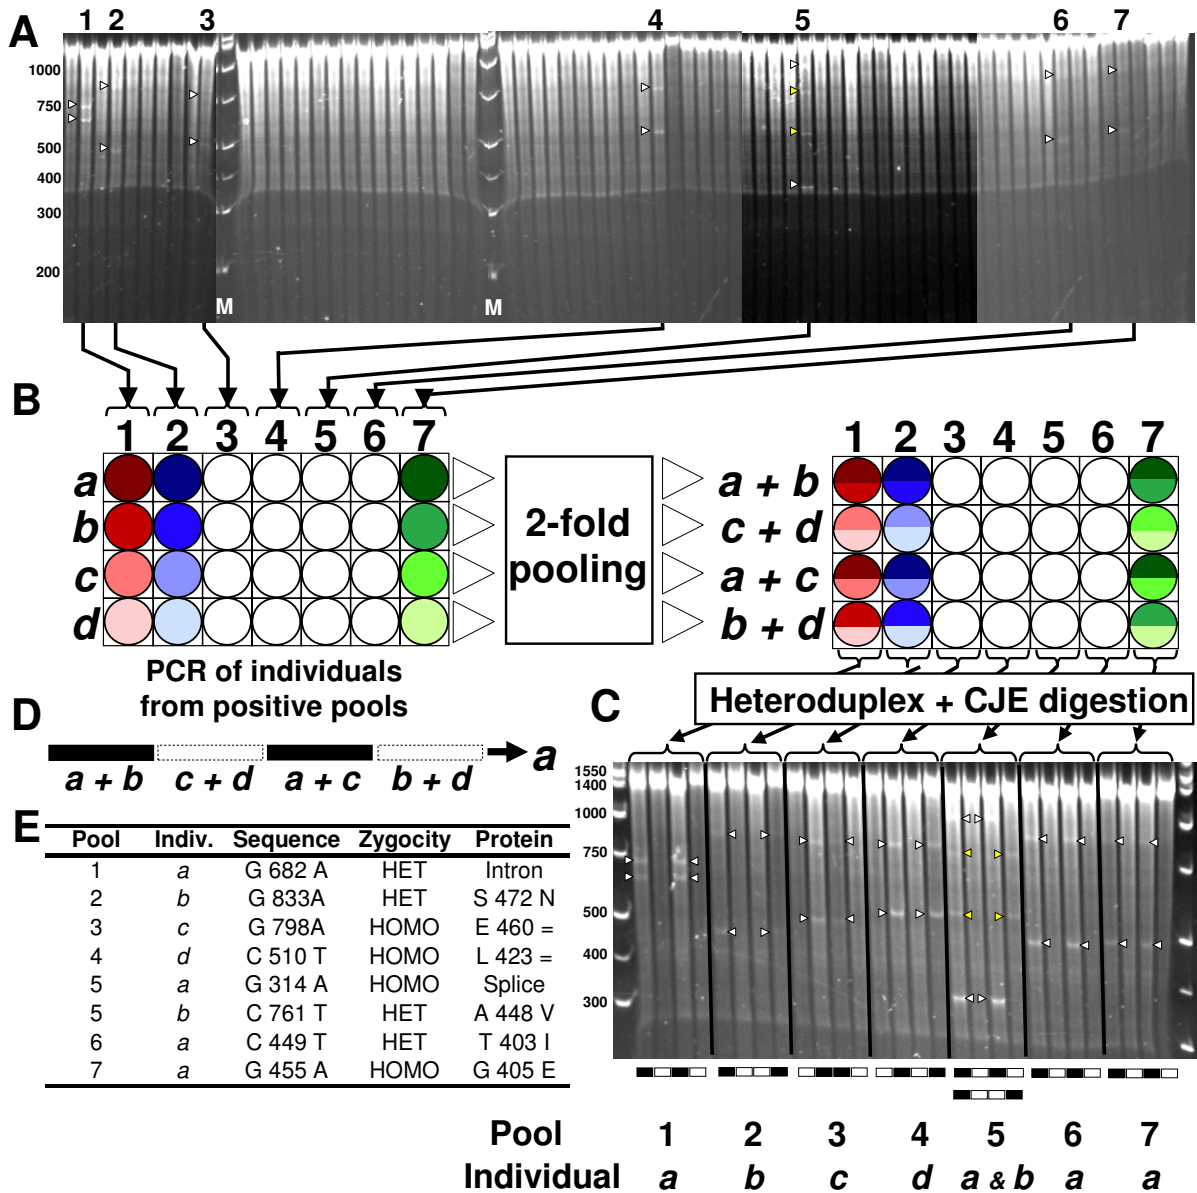 A
1 2 3 4 5 6 7
1000
750
500
400
300
200
M M
B
1 2 3 4 5 6 7
a
b
c
d
2-fold
pooling
1 2 3 4 5 6 7
a + b
c + d
a + c
b + d
PCR of individuals
from positive pools
Heteroduplex + CJE digestion
D
a + b c + d a + c b + d a
E
Pool Indiv. Sequence Zygocity Protein
1 a G 682 A HET Intron
2 b G 833A HET S 472 N
3 c G 798A HOMO E 460 =
4 d C 510 T HOMO L 423 =
5 a G 314 A HOMO Splice
5 b C 761 T HET A 448 V
6 a C 449 T HET T 403 I
7 a G 455 A HOMO G 405 E
C
1550
1400
1000
750
500
400
300
Pool 1 2 3 4 5 6 7
Individual a b c d a & b a a